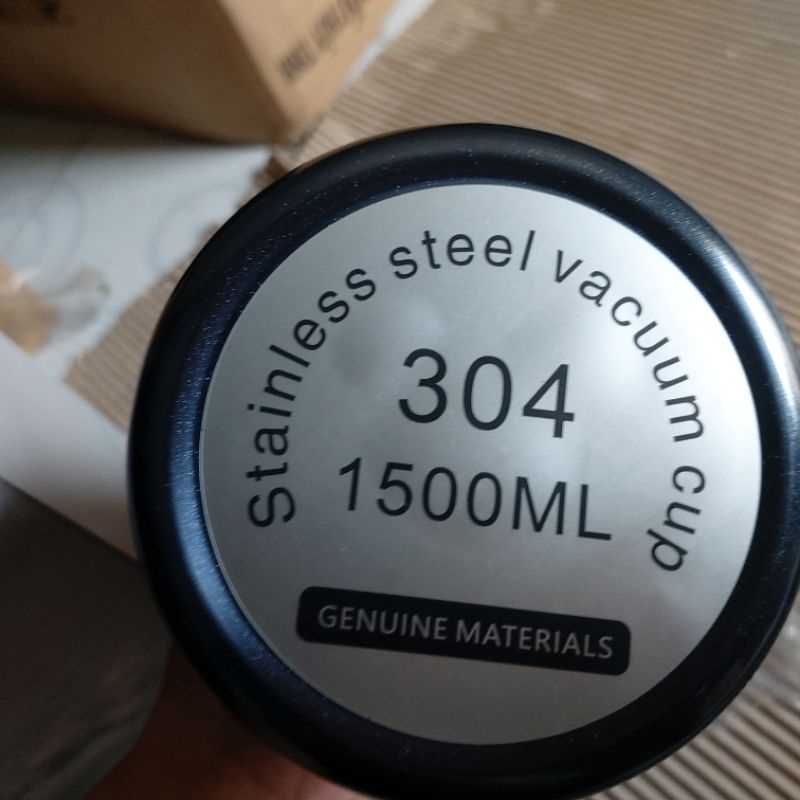 Stainless steel vacuum cup
304
1500ML
GENUINE MATERIALS